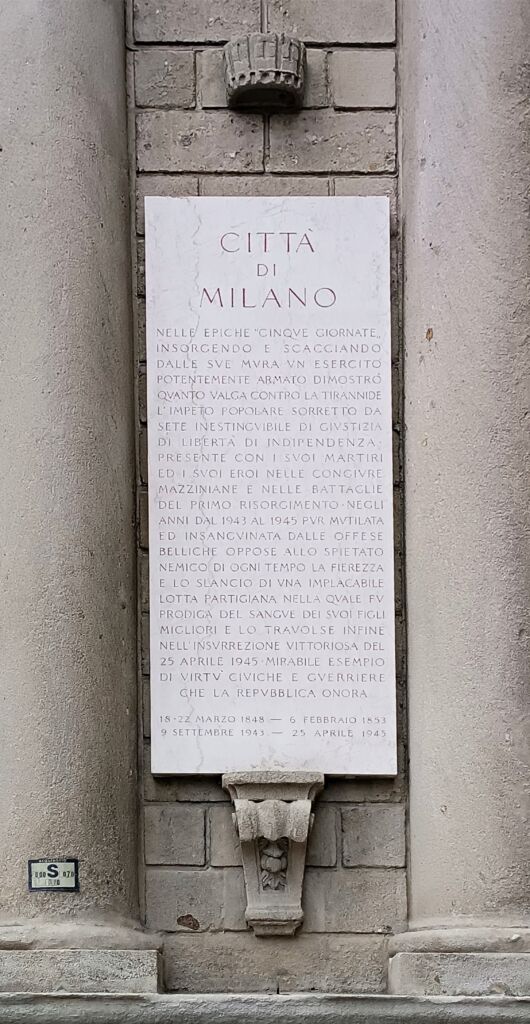 CITTÀ
DI
MILANO
NELLE EPICHE "CINQVE GIORNATE„
INSORGENDO E SCACCIANDO
DALLE SVE MVRA VN ESERCITO
POTENTEMENTE ARMATO DIMOSTRÒ
QVANTO VALGA CONTRO LA TIRANNIDE
L'IMPETO POPOLARE SORRETTO DA
SETE INESTINGVIBILE DI GIVSTIZIA
DI LIBERTÀ DI INDIPENDENZA;
PRESENTE CON I SVOI MARTIRI
ED I SVOI EROI NELLE CONGIVRE
MAZZINIANE E NELLE BATTAGLIE
DEL PRIMO RISORGIMENTO·NEGLI
ANNI DAL 1943 AL 1945 PVR MVTILATA
ED INSANGVINATA DALLE OFFESE
BELLICHE OPPOSE ALLO SPIETATO
NEMICO DI OGNI TEMPO LA FIEREZZA
E LO SLANCIO DI VNA IMPLACABILE
LOTTA PARTIGIANA NELLA QVALE FV
PRODIGA DEL SANGVE DEI SVOI FIGLI
MIGLIORI E LO TRAVOLSE INFINE
NELL'INSVRREZIONE VITTORIOSA DEL
25 APRILE 1945·MIRABILE ESEMPIO
DI VIRTV' CIVICHE E GVERRIERE
CHE LA REPVBBLICA ONORA
18-22 MARZO 1848 — 6 FEBBRAIO 1853
9 SETTEMBRE 1943 — 25 APRILE 1945
S